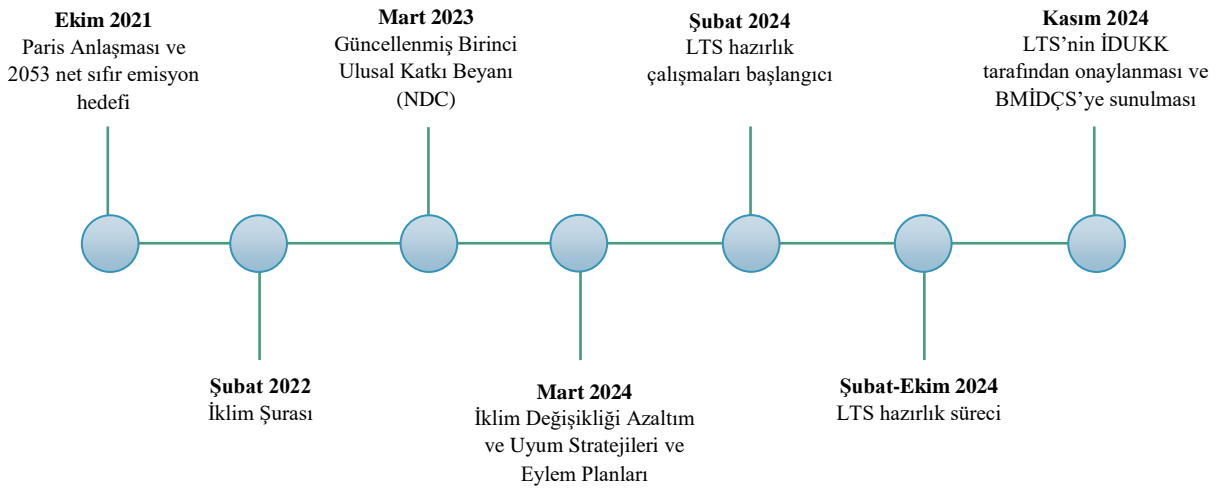 Ekim 2021
Paris Anlaşması ve
2053 net sıfır emisyon
hedefi
Şubat 2022
İklim Şurası
Mart 2023
Güncellenmiş Birinci
Ulusal Katkı Beyanı
(NDC)
Mart 2024
İklim Değişikliği Azaltım
ve Uyum Stratejileri ve
Eylem Planları
Şubat 2024
LTS hazırlık
çalışmaları başlangıcı
Şubat-Ekim 2024
LTS hazırlık süreci
Kasım 2024
LTS’nin İDUKK
tarafından onaylanması ve
BMİDÇS’ye sunulması